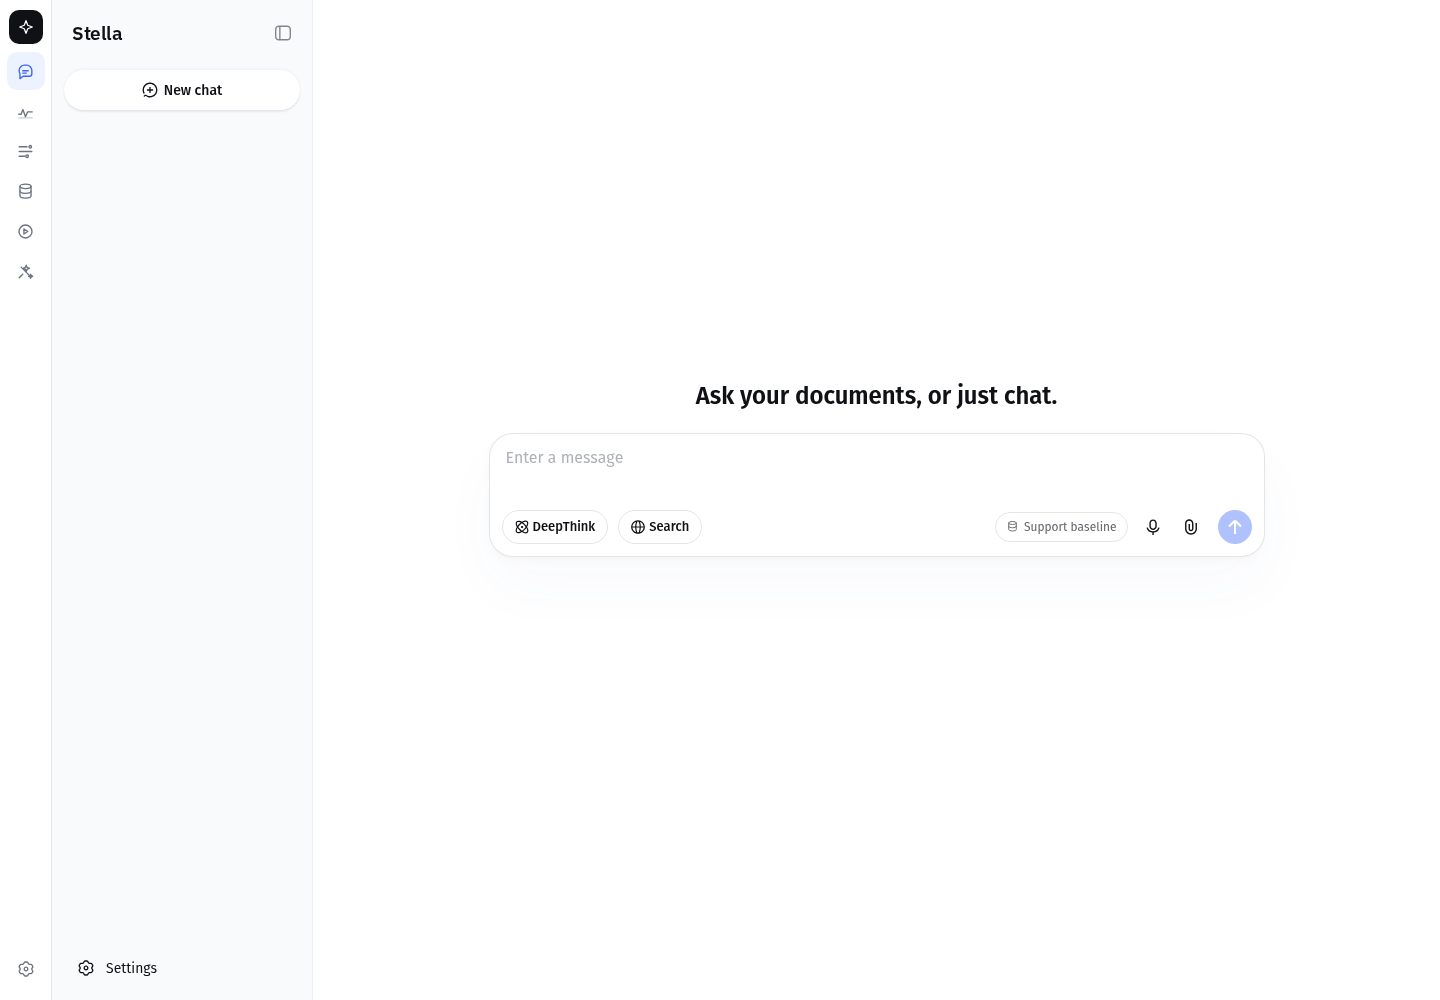 Stella
New chat
Ask your documents, or just chat.
Enter a message
DeepThink
Search
Support baseline
Settings